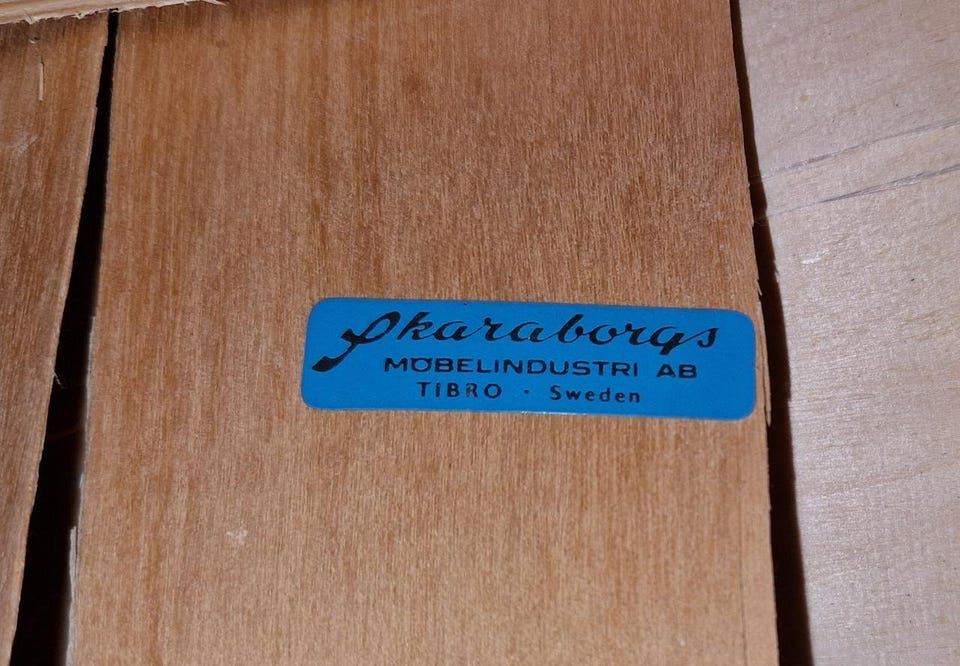 Skaraborgs
MÖBELINDUSTRI AB
TIBRO · Sweden